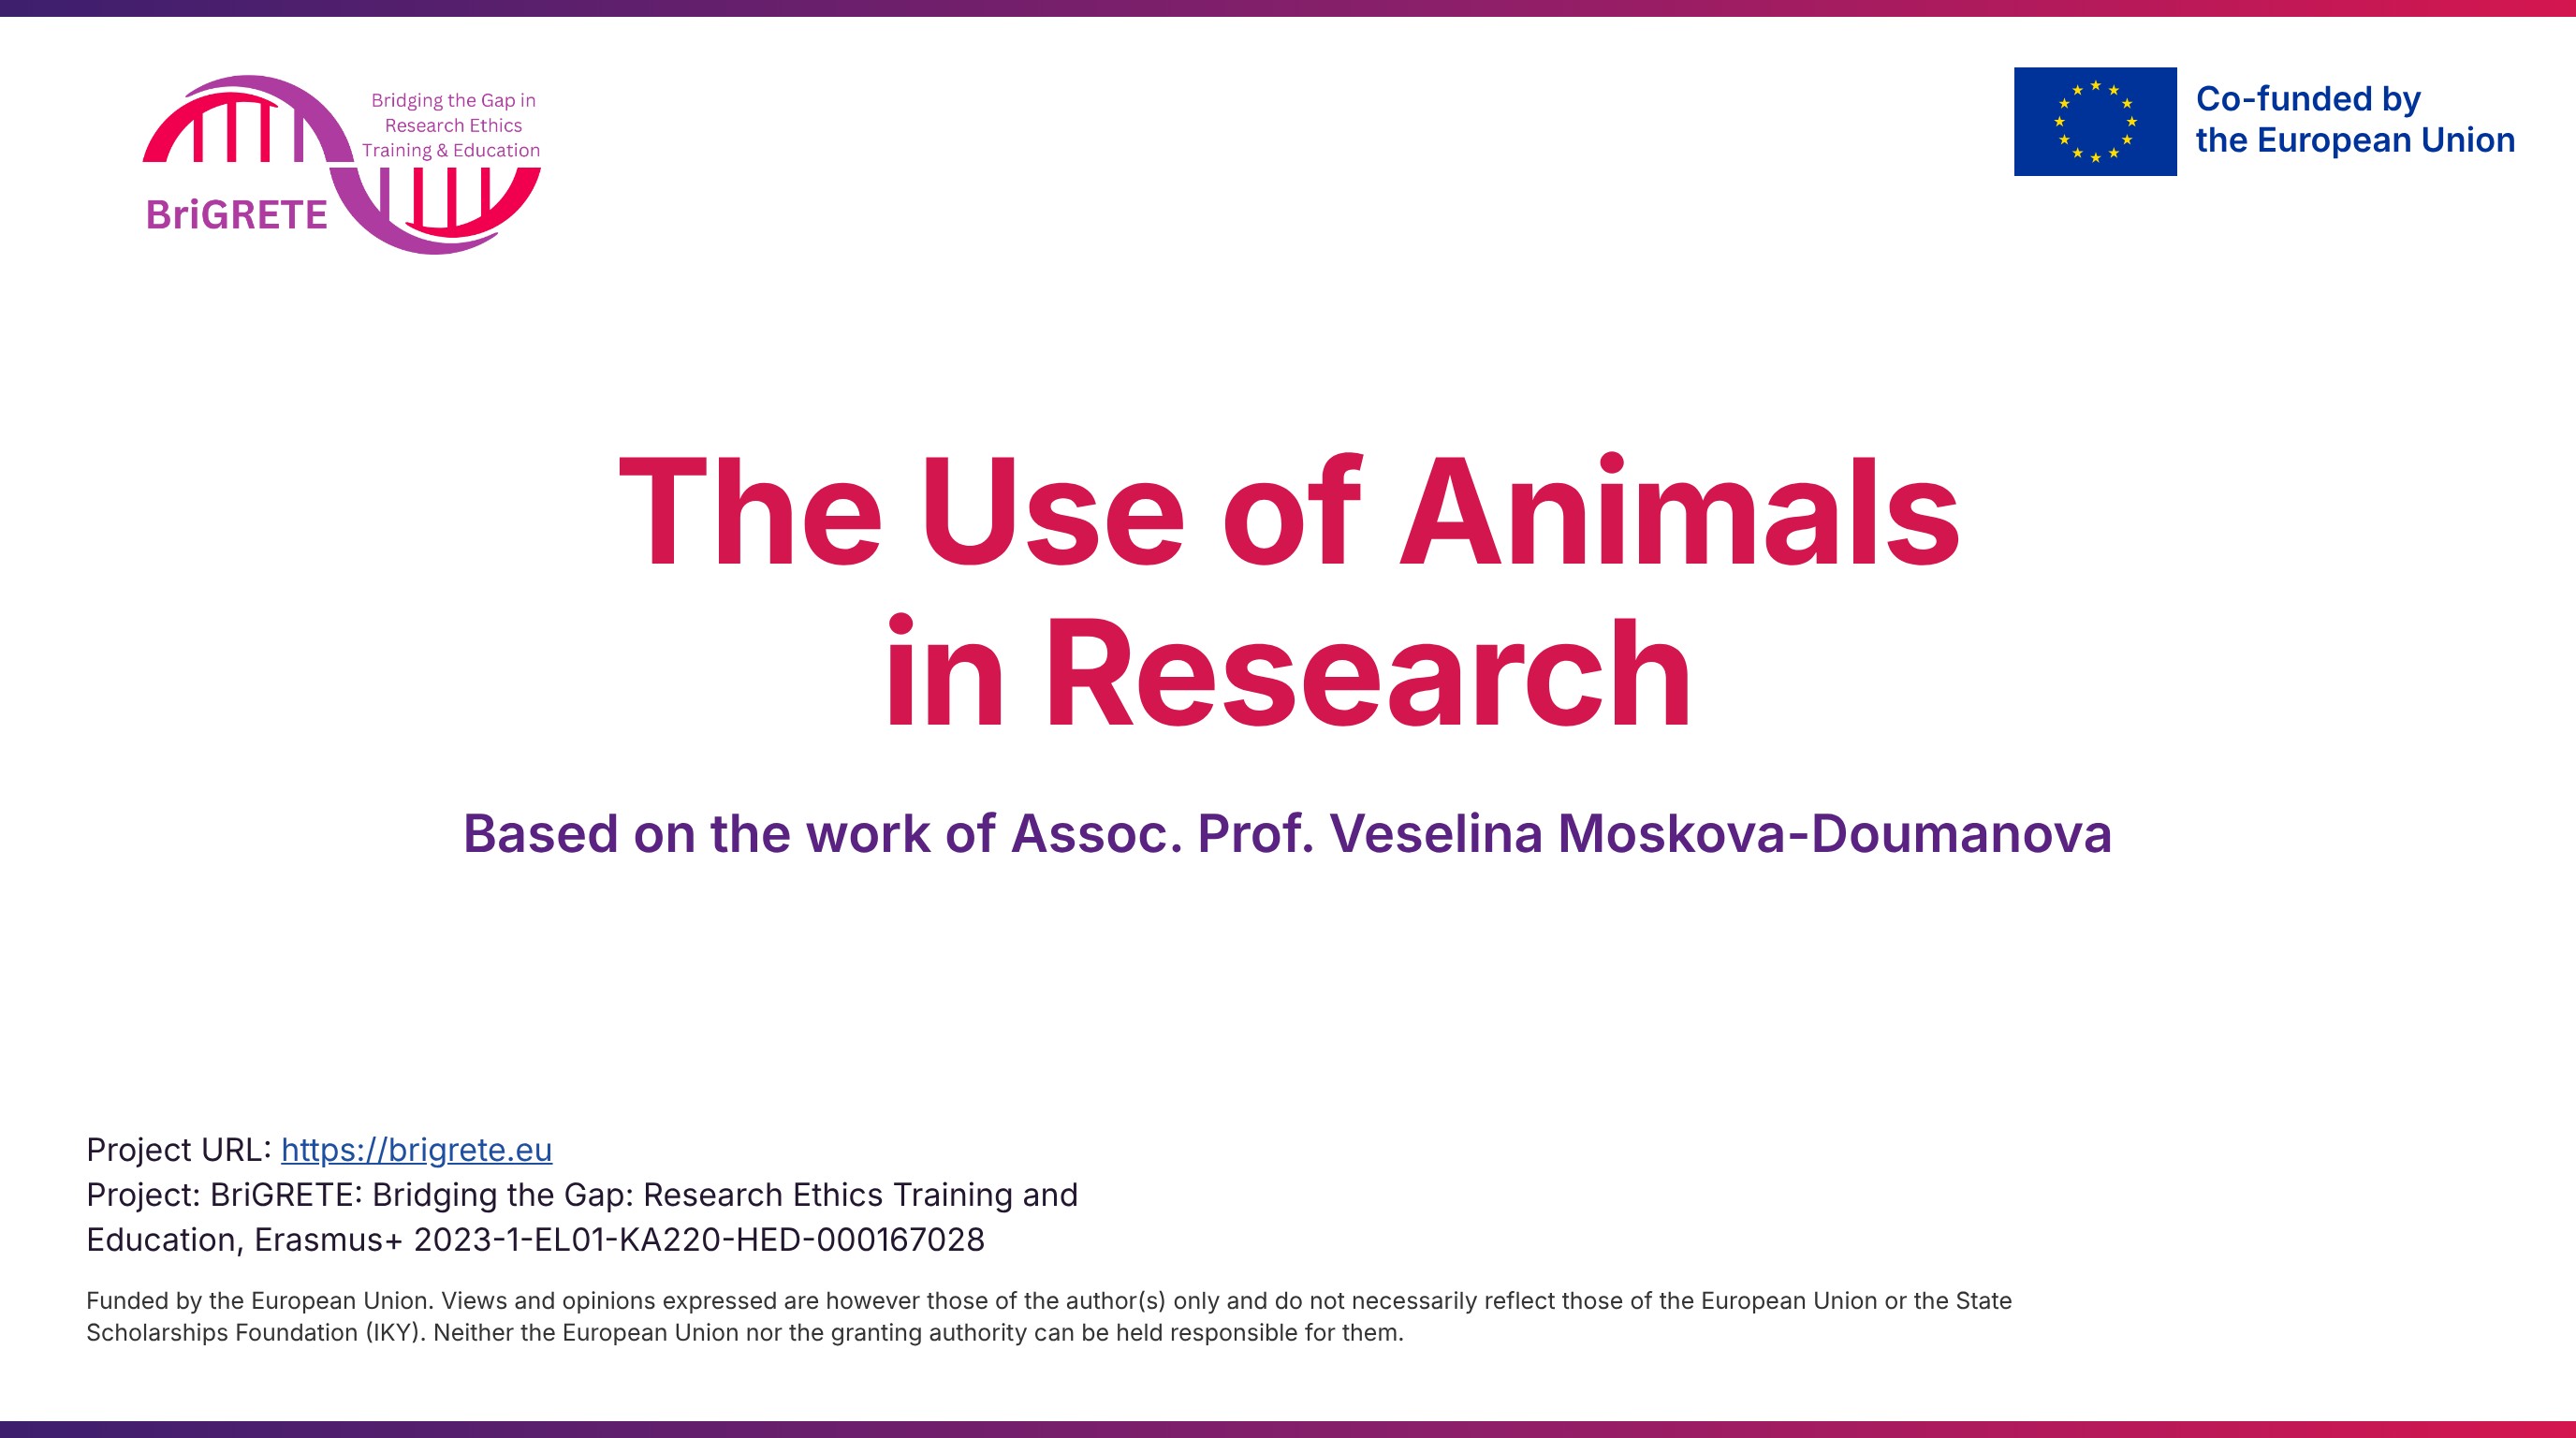 Bridging the Gap in
Research Ethics
Training & Education
BriGRETE
Co-funded by
the European Union
The Use of Animals
in Research
Based on the work of Assoc. Prof. Veselina Moskova-Doumanova
Project URL: https://brigrete.eu
Project: BriGRETE: Bridging the Gap: Research Ethics Training and
Education, Erasmus+ 2023-1-EL01-KA220-HED-000167028
Funded by the European Union. Views and opinions expressed are however those of the author(s) only and do not necessarily reflect those of the European Union or the State
Scholarships Foundation (IKY). Neither the European Union nor the granting authority can be held responsible for them.